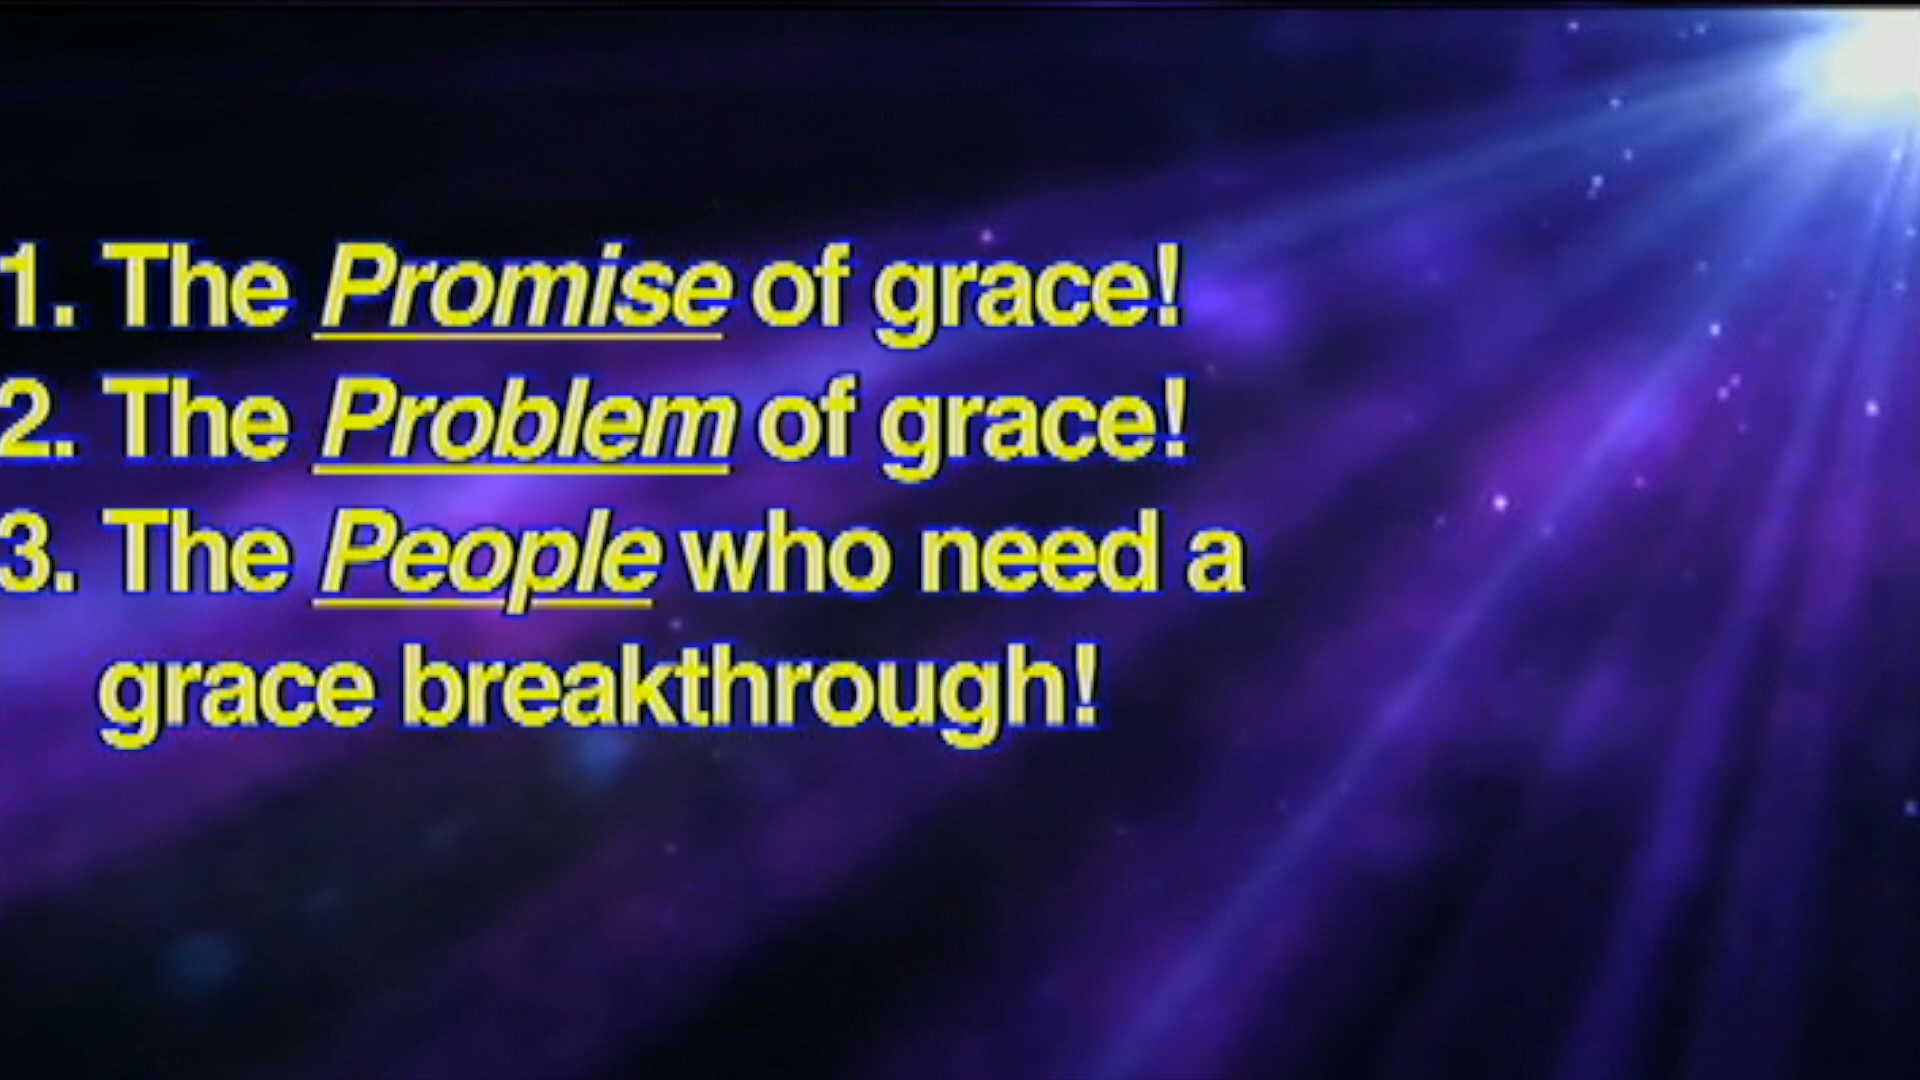 1. The Promise of grace!
2. The Problem of grace!
3. The People who need a
grace breakthrough!